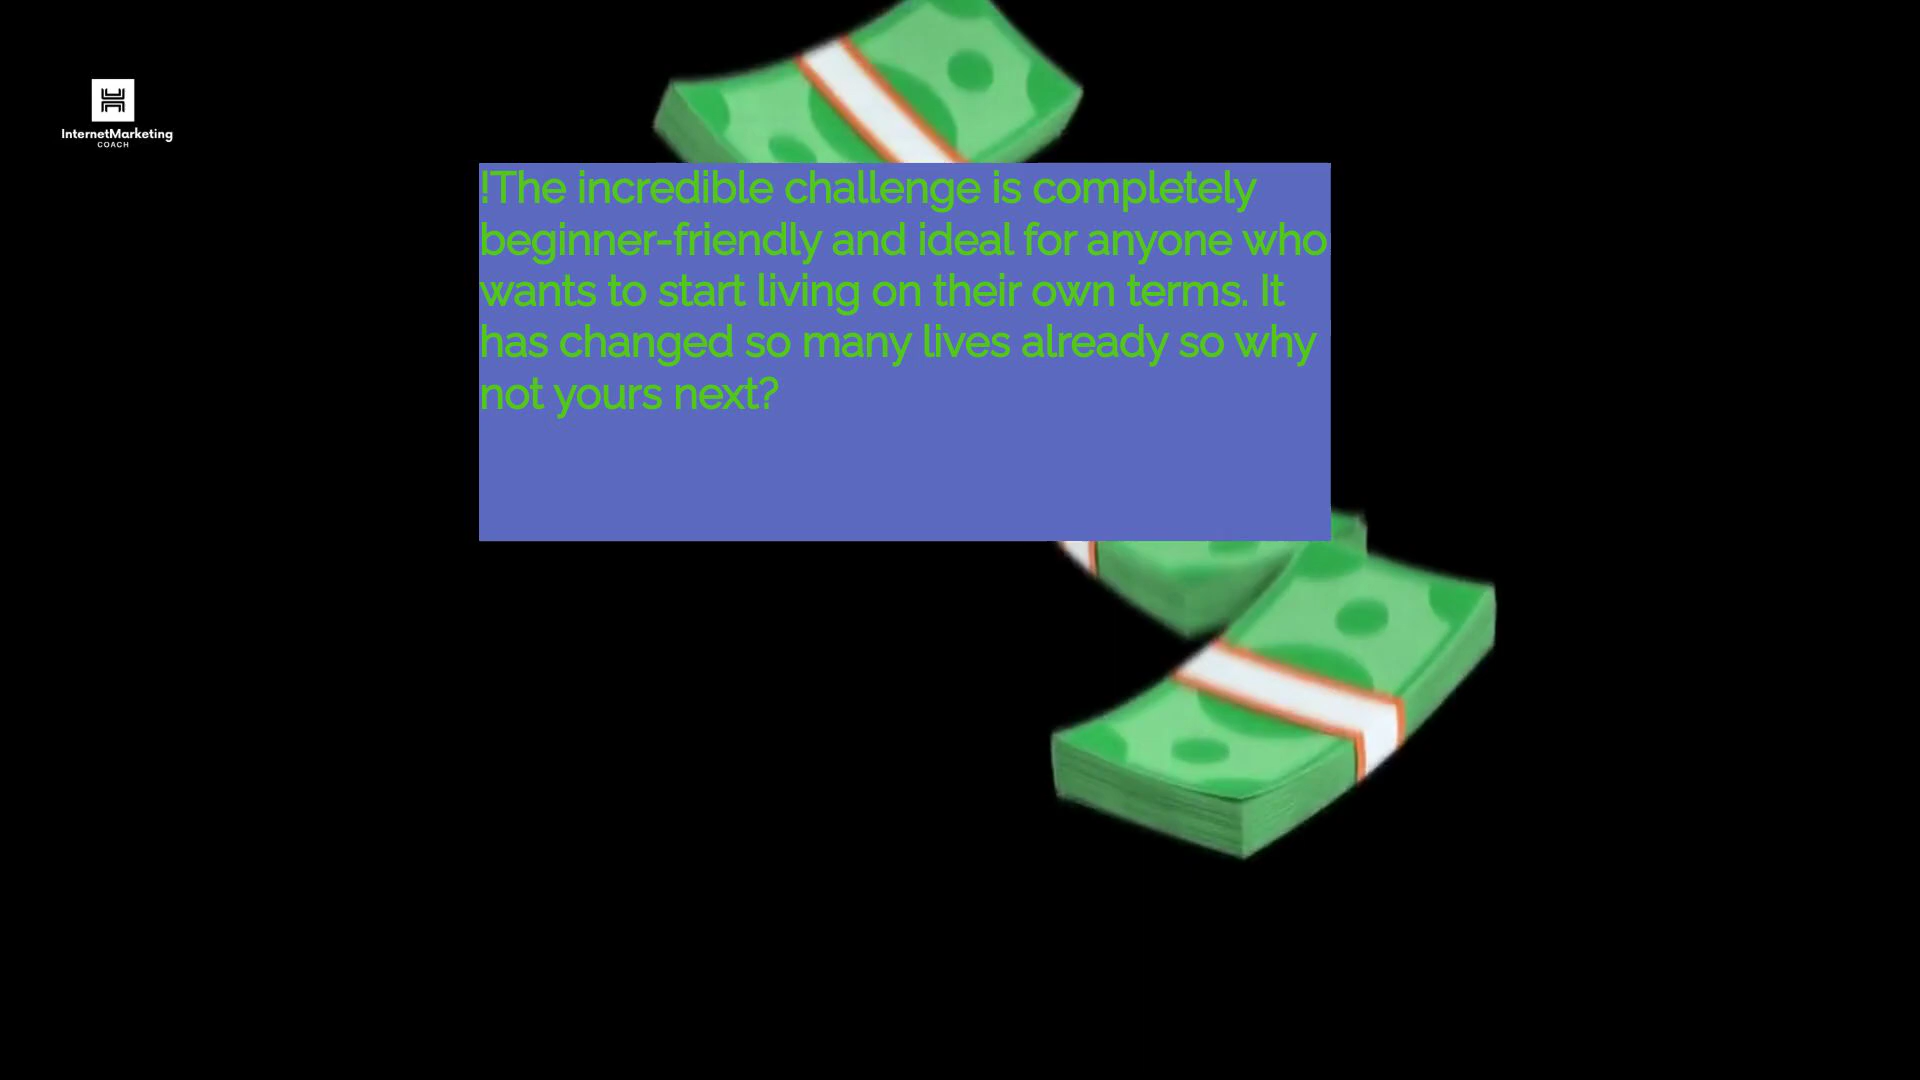 InternetMarketing
COACH
!The incredible challenge is completely
beginner-friendly and ideal for anyone who
wants to start living on their own terms. It
has changed so many lives already so why
not yours next?